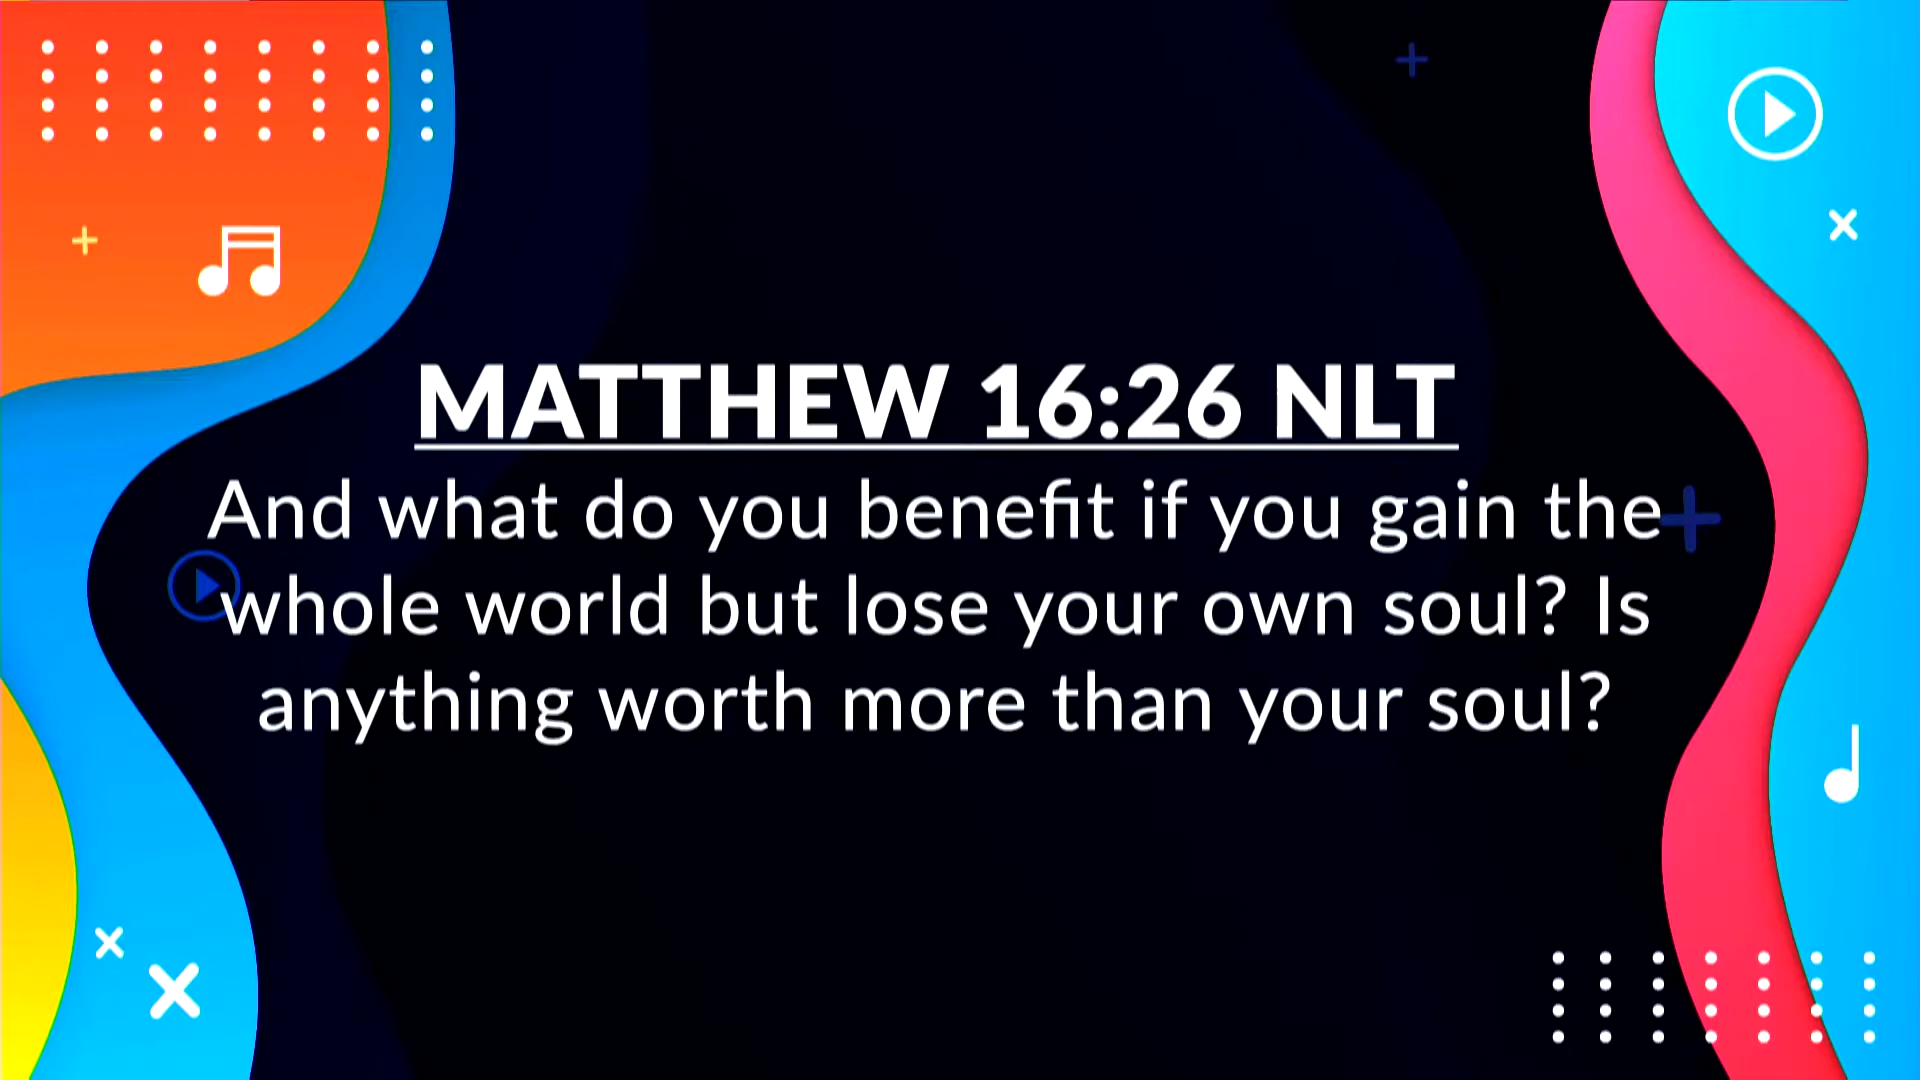 MATTHEW 16:26 NLT
And what do you benefit if you gain the
whole world but lose your own soul? Is
anything worth more than your soul?